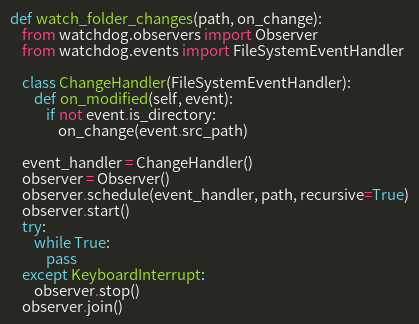 def watch_folder_changes(path, on_change):
    from watchdog.observers import Observer
    from watchdog.events import FileSystemEventHandler

    class ChangeHandler(FileSystemEventHandler):
        def on_modified(self, event):
            if not event.is_directory:
                on_change(event.src_path)

    event_handler = ChangeHandler()
    observer = Observer()
    observer.schedule(event_handler, path, recursive=True)
    observer.start()
    try:
        while True:
            pass
    except KeyboardInterrupt:
        observer.stop()
    observer.join()